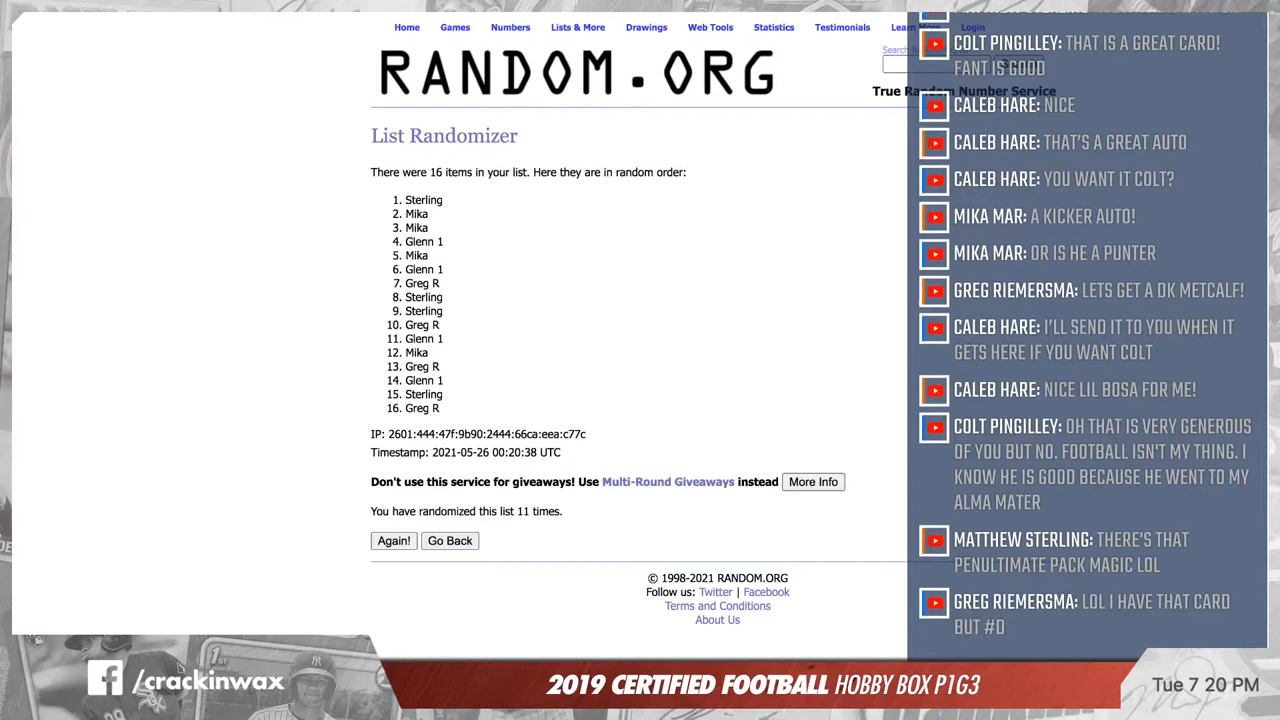 Home Games Numbers Lists & More Drawings Web Tools Statistics Testimonials Learn More Login
RANDOM.ORG
True Random Number Service
List Randomizer
There were 16 items in your list. Here they are in random order:
1. Sterling
2. Mika
3. Mika
4. Glenn 1
5. Mika
6. Glenn 1
7. Greg R
8. Sterling
9. Sterling
10. Greg R
11. Glenn 1
12. Mika
13. Greg R
14. Glenn 1
15. Sterling
16. Greg R
IP: 2601:444:47f:9b90:2444:66ca:eea:c77c
Timestamp: 2021-05-26 00:20:38 UTC
Don't use this service for giveaways! Use Multi-Round Giveaways instead More Info
You have randomized this list 11 times.
Again! Go Back
© 1998-2021 RANDOM.ORG
Follow us: Twitter | Facebook
Terms and Conditions
About Us
COLT PINGILLEY: THAT IS A GREAT CARD!
FANT IS GOOD
CALEB HARE: NICE
CALEB HARE: THAT'S A GREAT AUTO
CALEB HARE: YOU WANT IT COLT?
MIKA MAR: A KICKER AUTO!
MIKA MAR: OR IS HE A PUNTER
GREG RIEMERSMA: LETS GET A DK METCALF!
CALEB HARE: I'LL SEND IT TO YOU WHEN IT
GETS HERE IF YOU WANT COLT
CALEB HARE: NICE LIL BOSA FOR ME!
COLT PINGILLEY: OH THAT IS VERY GENEROUS
OF YOU BUT NO. FOOTBALL ISN'T MY THING. I
KNOW HE IS GOOD BECAUSE HE WENT TO MY
ALMA MATER
MATTHEW STERLING: THERE'S THAT
PENULTIMATE PACK MAGIC LOL
GREG RIEMERSMA: LOL I HAVE THAT CARD
BUT #D
/crackinwax
2019 CERTIFIED FOOTBALL HOBBY BOX P1G3
Tue 7 20 PM